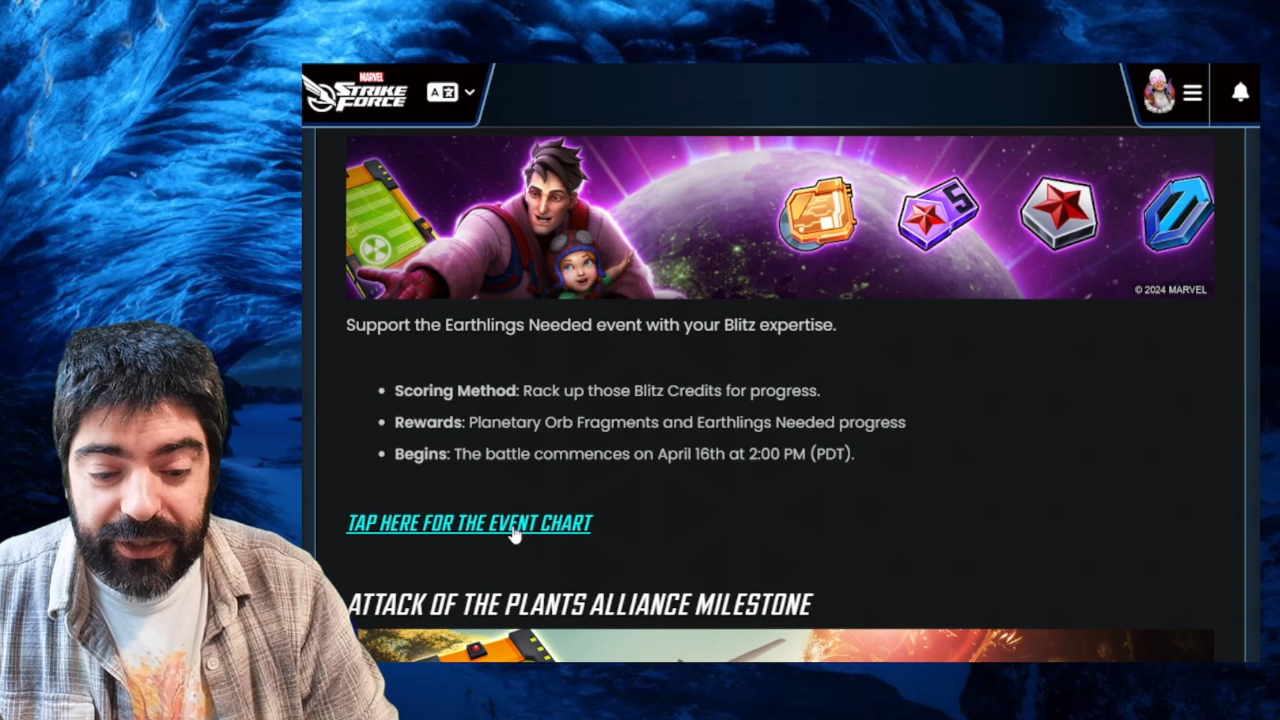 MARVEL
STRIKE
FORCE
A
5
© 2024 MARVEL
Support the Earthlings Needed event with your Blitz expertise.
• Scoring Method: Rack up those Blitz Credits for progress.
• Rewards: Planetary Orb Fragments and Earthlings Needed progress
• Begins: The battle commences on April 16th at 2:00 PM (PDT).
TAP HERE FOR THE EVENT CHART
ATTACK OF THE PLANTS ALLIANCE MILESTONE